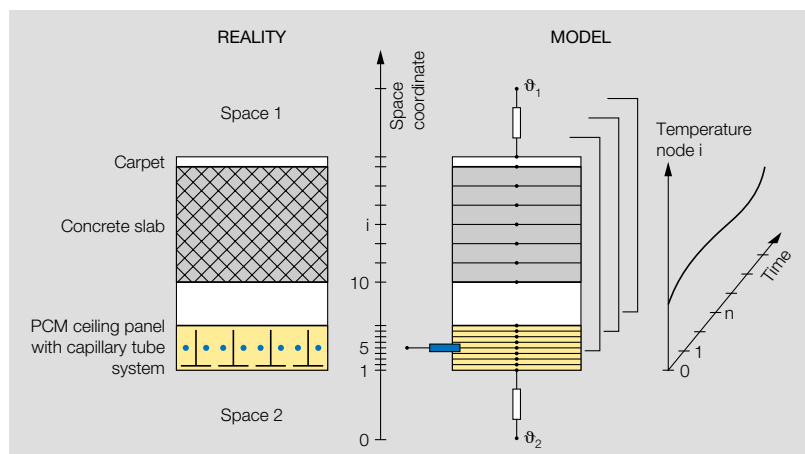 REALITY
MODEL
Space 1
Space
coordinate
ϑ1
Carpet
Temperature
node i
Concrete slab
i
10
PCM ceiling panel
with capillary tube
system
5
1
Space 2
0
ϑ2
Time
n
1
0